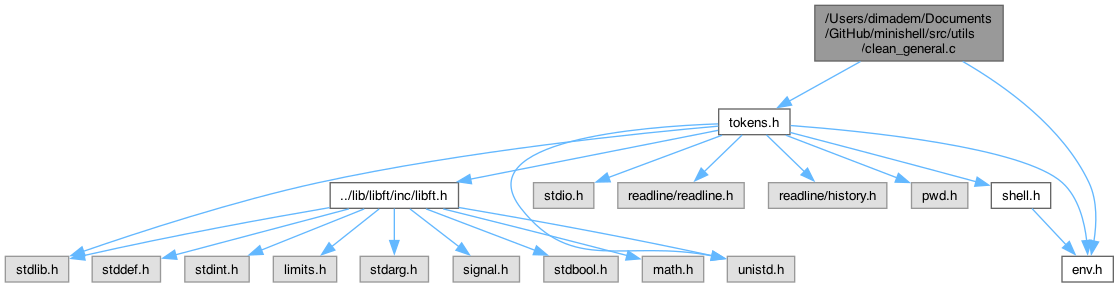 /Users/dimadem/Documents
/GitHub/minishell/src/utils
/clean_general.c
tokens.h
../lib/libft/inc/libft.h
stdio.h
readline/readline.h
readline/history.h
pwd.h
shell.h
stdlib.h
stddef.h
stdint.h
limits.h
stdarg.h
signal.h
stdbool.h
math.h
unistd.h
env.h